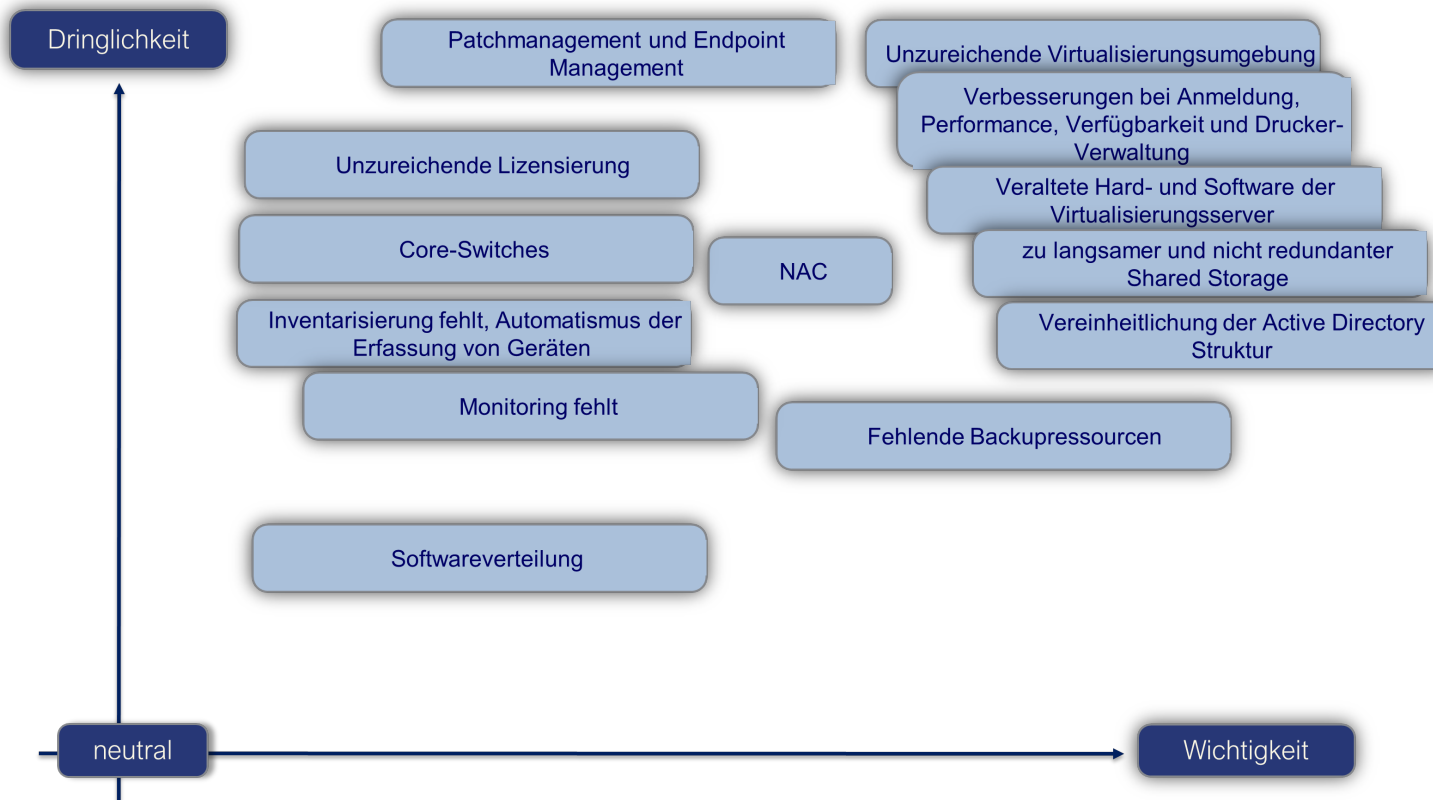 Dringlichkeit
Patchmanagement und Endpoint
Management
Unzureichende Virtualisierungsumgebung
Verbesserungen bei Anmeldung,
Performance, Verfügbarkeit und Drucker-
Verwaltung
Unzureichende Lizensierung
Veraltete Hard- und Software der
Virtualisierungsserver
Core-Switches
NAC
zu langsamer und nicht redundanter
Shared Storage
Inventarisierung fehlt, Automatismus der
Erfassung von Geräten
Vereinheitlichung der Active Directory
Struktur
Monitoring fehlt
Fehlende Backupressourcen
Softwareverteilung
neutral
Wichtigkeit